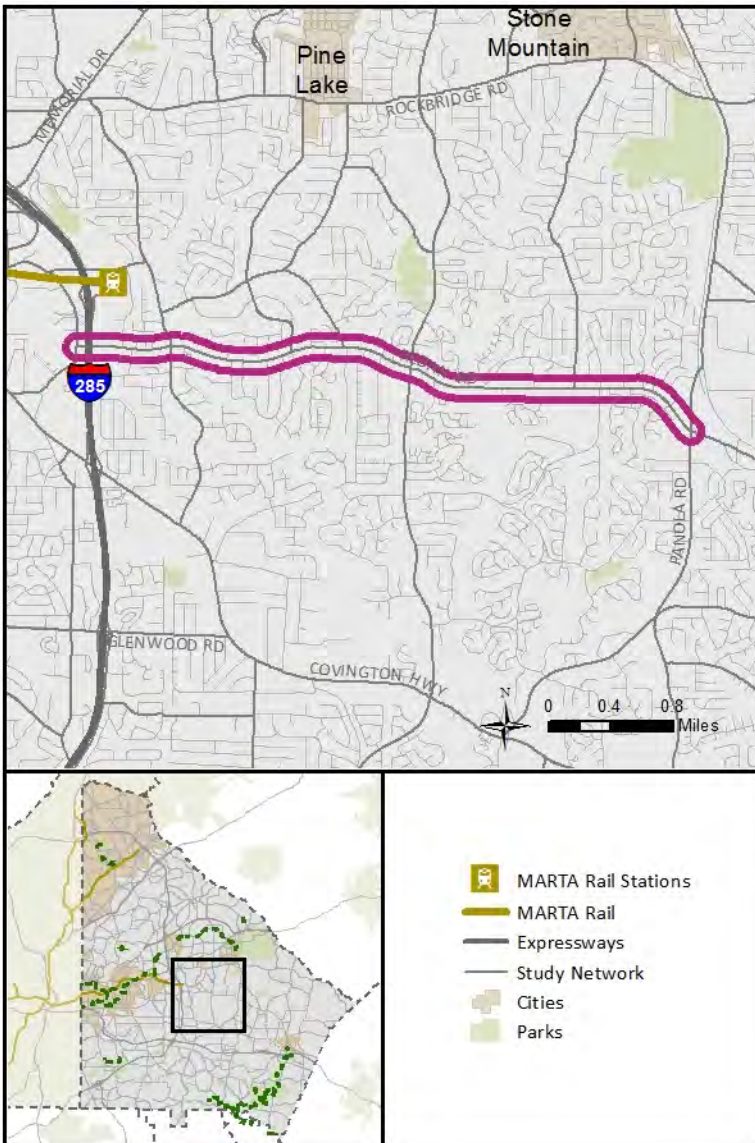 Stone
Mountain
Pine
Lake
MEMORIAL DR
ROCKBRIDGE RD
285
PANOLA RD
GLENWOOD RD
COVINGTON HWY
N
0 0.4 0.8
Miles
MARTA Rail Stations
MARTA Rail
Expressways
Study Network
Cities
Parks